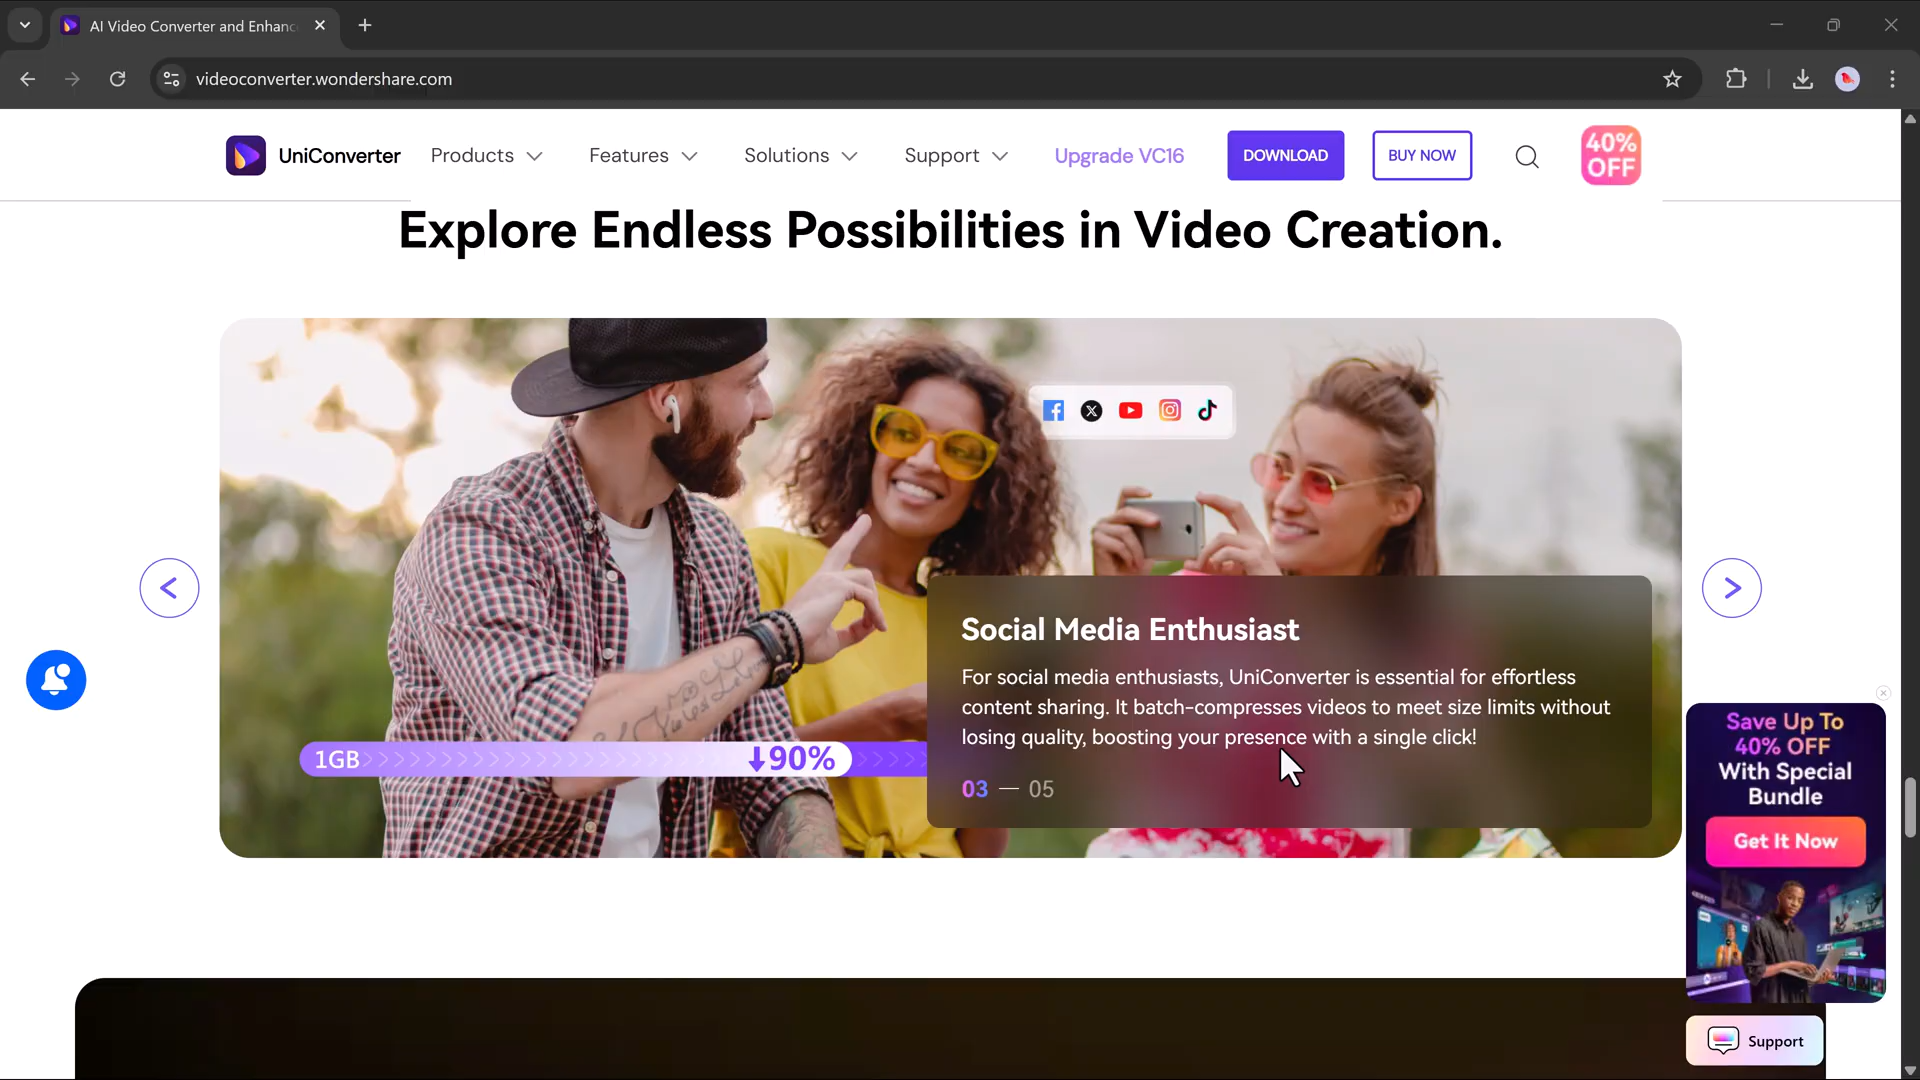 AI Video Converter and Enhanc
videoconverter.wondershare.com
UniConverter
Products
Features
Solutions
Support
Upgrade VC16
DOWNLOAD
BUY NOW
40%
OFF
Explore Endless Possibilities in Video Creation.
Social Media Enthusiast
For social media enthusiasts, UniConverter is essential for effortless
content sharing. It batch-compresses videos to meet size limits without
losing quality, boosting your presence with a single click!
1GB
↓90%
03 — 05
Save Up To
40% OFF
With Special
Bundle
Get It Now
Support